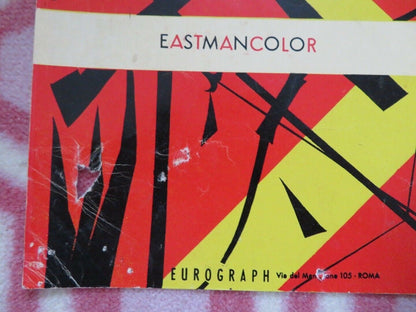 EASTMANCOLOR
EUROGRAPH Via del 105 - ROMA